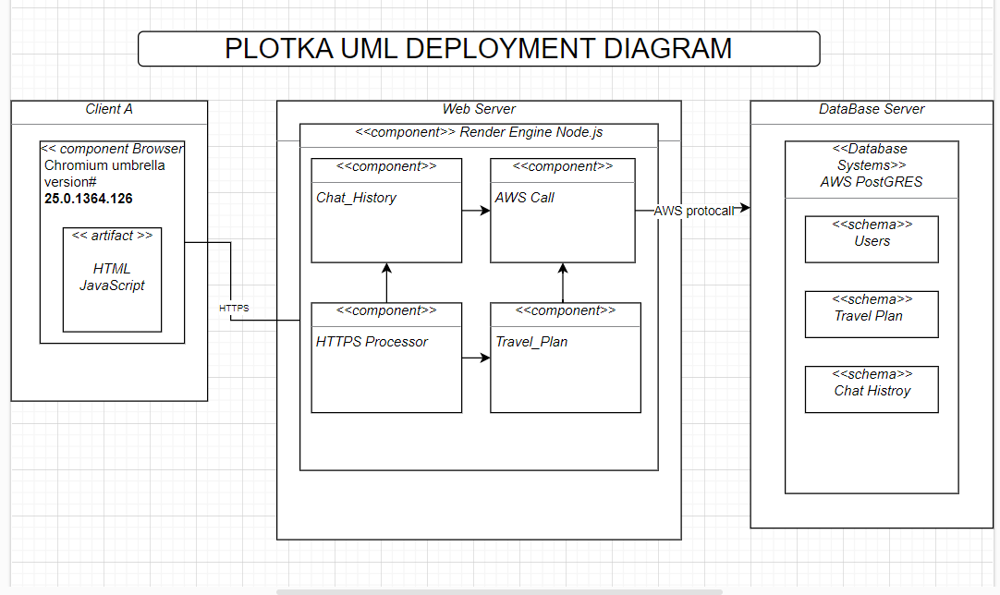 PLOTKA UML DEPLOYMENT DIAGRAM
Client A
<< component Browser
Chromium umbrella
version#
25.0.1364.126
<< artifact >>
HTML
JavaScript
HTTPS
Web Server
<<component>> Render Engine Node.js
<<component>>
Chat_History
<<component>>
AWS Call
<<component>>
HTTPS Processor
<<component>>
Travel_Plan
AWS protocall
DataBase Server
<<Database
Systems>>
AWS PostGRES
<<schema>>
Users
<<schema>>
Travel Plan
<<schema>>
Chat Histroy